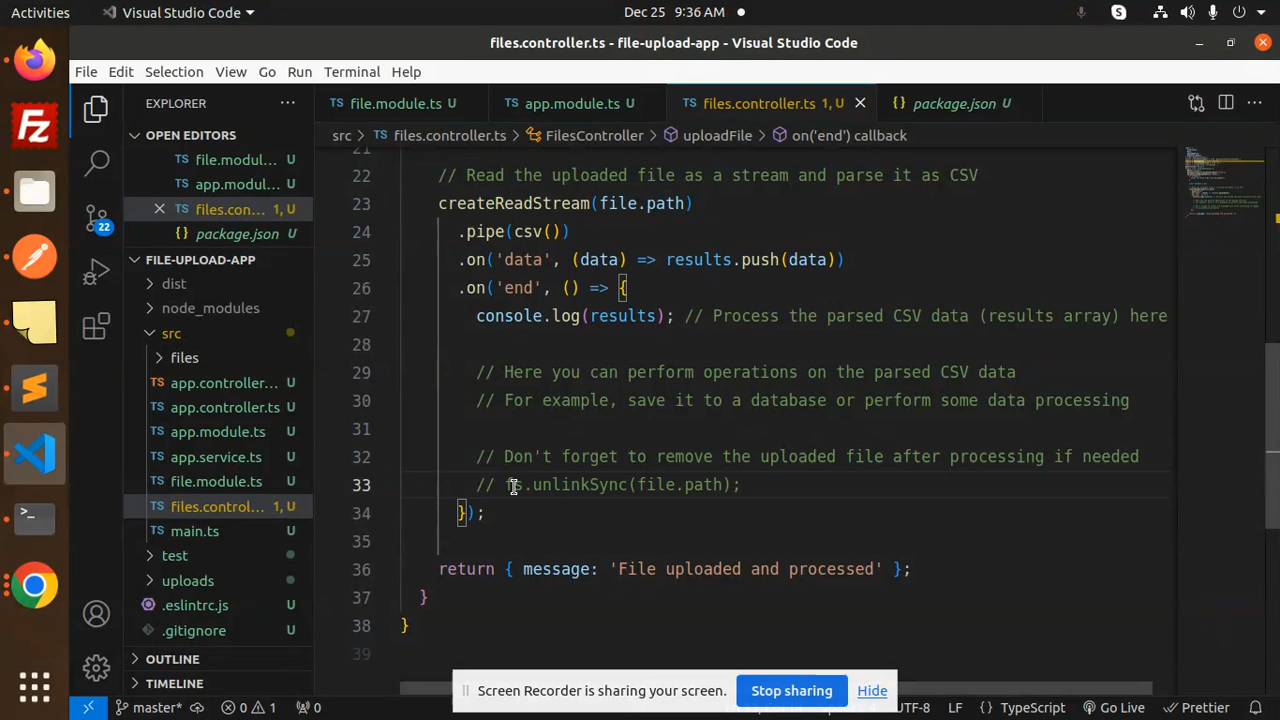 Activities
Visual Studio Code
Dec 25 9:36 AM
files.controller.ts - file-upload-app - Visual Studio Code
File Edit Selection View Go Run Terminal Help
EXPLORER
TS file.module.ts U
TS app.module.ts U
TS files.controller.ts 1, U
{ } package.json U
src > TS files.controller.ts > FilesController > uploadFile > on('end') callback
OPEN EDITORS
TS file.modul... U
TS app.modul... U
TS files.con... 1, U
{ } package.json U
FILE-UPLOAD-APP
dist
node_modules
src
files
TS app.controller... U
TS app.controller.ts U
TS app.module.ts U
TS app.service.ts U
TS file.module.ts U
TS files.control... 1, U
TS main.ts U
test
uploads
.eslintrc.js U
.gitignore U
OUTLINE
TIMELINE
22
21
22 // Read the uploaded file as a stream and parse it as CSV
23 createReadStream(file.path)
24 .pipe(csv())
25 .on('data', (data) => results.push(data))
26 .on('end', () => {
27 console.log(results); // Process the parsed CSV data (results array) here
28
29 // Here you can perform operations on the parsed CSV data
30 // For example, save it to a database or perform some data processing
31
32 // Don't forget to remove the uploaded file after processing if needed
33 // fs.unlinkSync(file.path);
34 });
35
36 return { message: 'File uploaded and processed' };
37 }
38 }
39
Screen Recorder is sharing your screen.
Stop sharing
Hide
master*
0 1
0
UTF-8
LF
{ } TypeScript
Go Live
Prettier